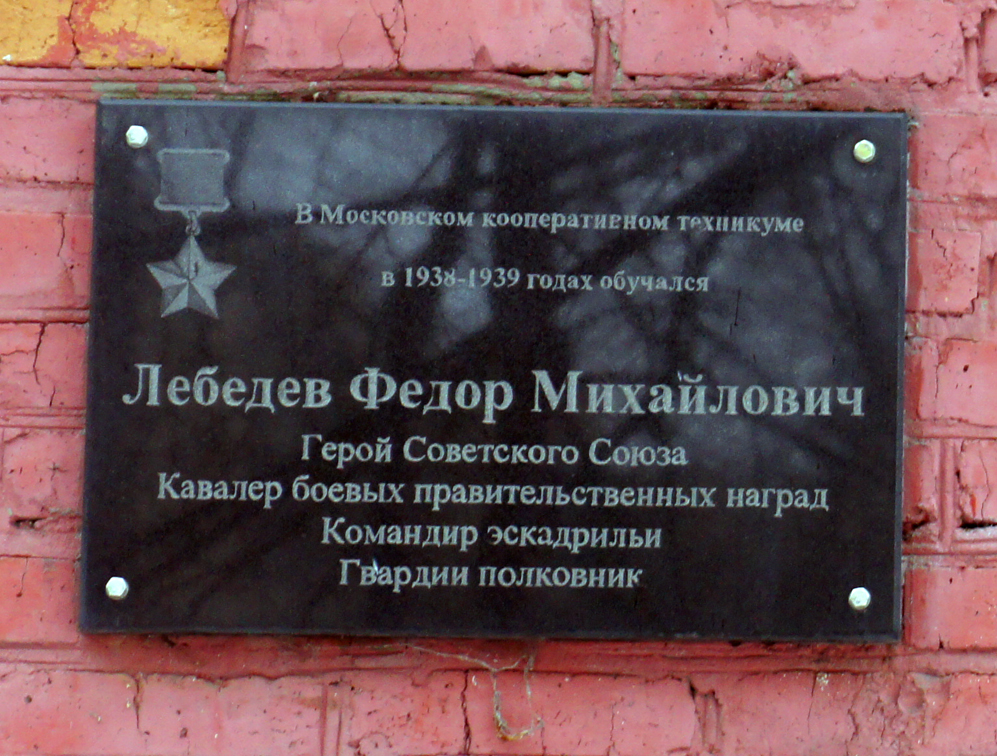 В Московском кооперативном техникуме
в 1938-1939 годах обучался
Лебедев Федор Михайлович
Герой Советского Союза
Кавалер боевых правительственных наград
Командир эскадрильи
Гвардии полковник